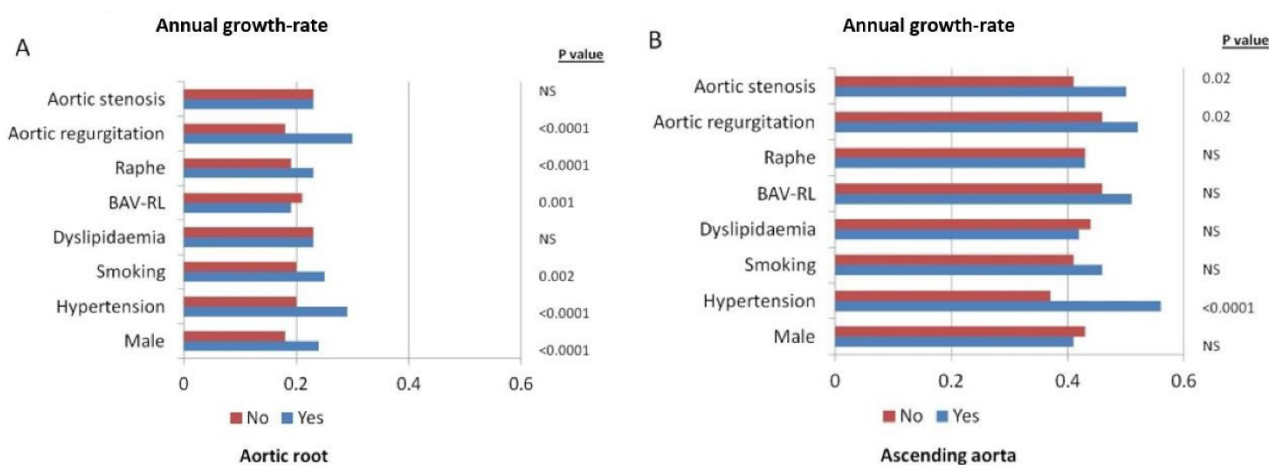 A
Annual growth-rate
P value
Aortic stenosis
NS
Aortic regurgitation
<0.0001
Raphe
<0.0001
BAV-RL
0.001
Dyslipidaemia
NS
Smoking
0.002
Hypertension
<0.0001
Male
<0.0001
0 0.2 0.4 0.6
No Yes
Aortic root
B
Annual growth-rate
P value
Aortic stenosis
0.02
Aortic regurgitation
0.02
Raphe
NS
BAV-RL
NS
Dyslipidaemia
NS
Smoking
NS
Hypertension
<0.0001
Male
NS
0 0.2 0.4 0.6
No Yes
Ascending aorta